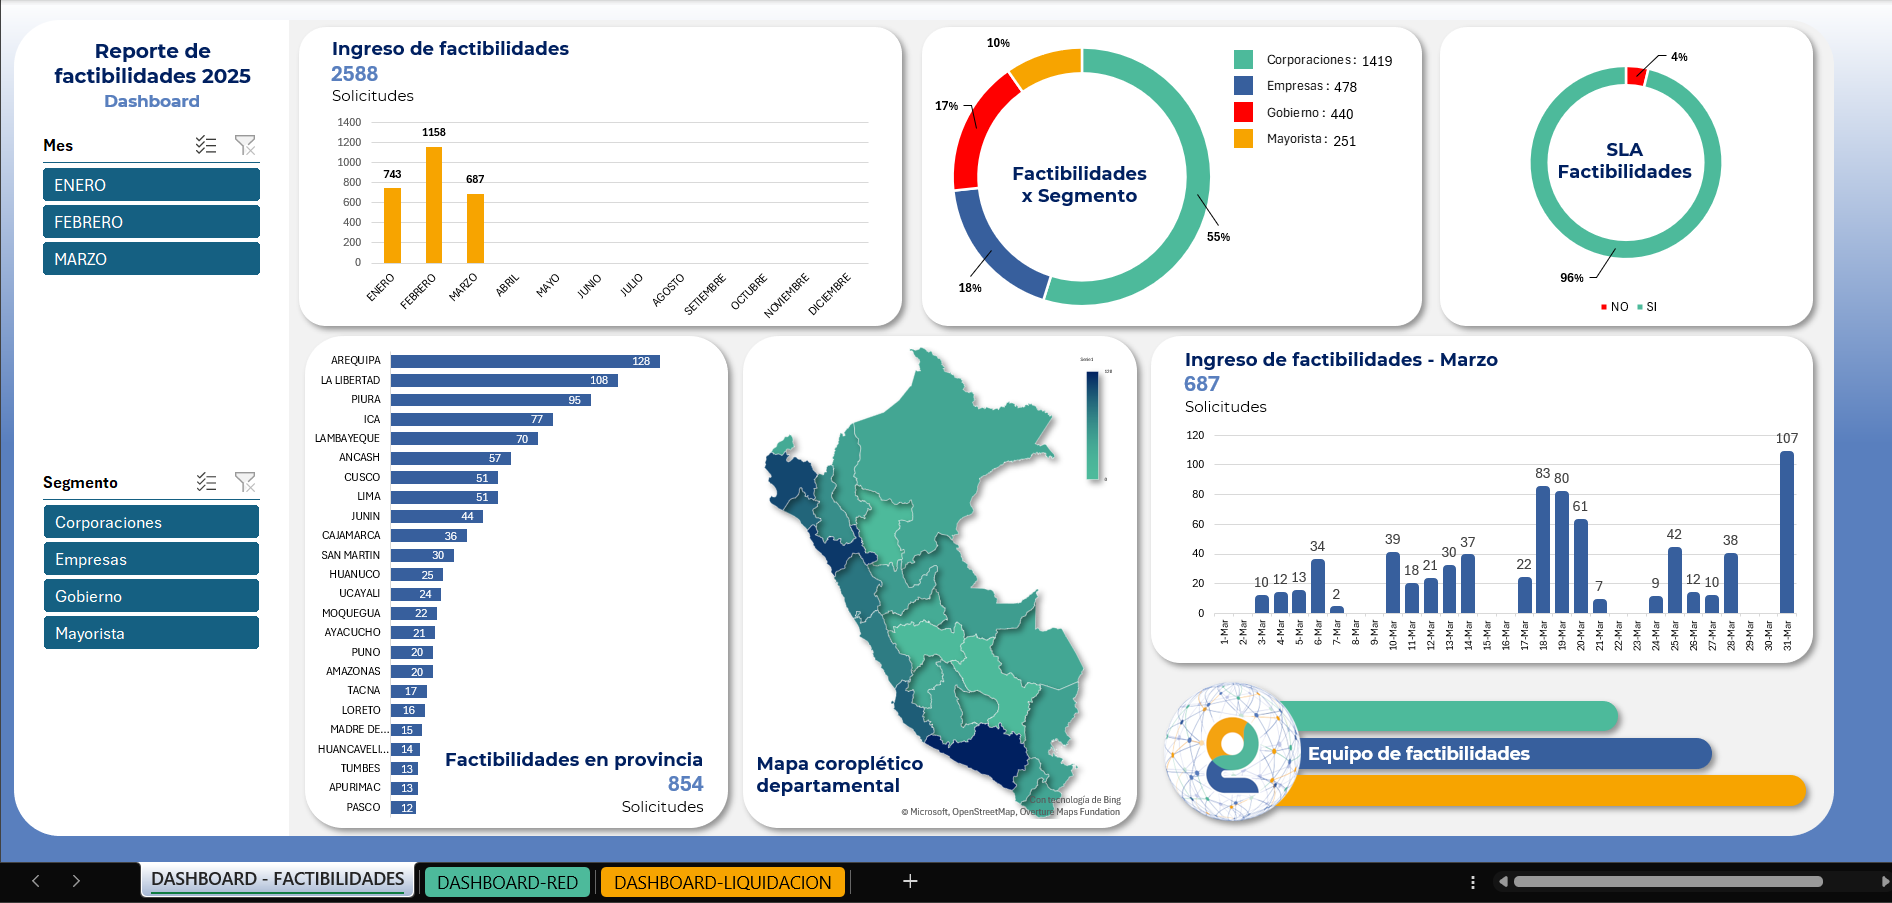 Reporte de
factibilidades 2025
Dashboard
Mes
ENERO
FEBRERO
MARZO
Segmento
Corporaciones
Empresas
Gobierno
Mayorista
Ingreso de factibilidades
2588
Solicitudes
1400
1200
1000
800
600
400
200
0
743
1158
687
ENERO
FEBRERO
MARZO
ABRIL
MAYO
JUNIO
JULIO
AGOSTO
SETIEMBRE
OCTUBRE
NOVIEMBRE
DICIEMBRE
10%
17%
18%
55%
Factibilidades
x Segmento
Corporaciones: 1419
Empresas: 478
Gobierno: 440
Mayorista: 251
4%
SLA
Factibilidades
96%
NO SI
AREQUIPA 128
LA LIBERTAD 108
PIURA 95
ICA 77
LAMBAYEQUE 70
ANCASH 57
CUSCO 51
LIMA 51
JUNIN 44
CAJAMARCA 36
SAN MARTIN 30
HUANUCO 25
UCAYALI 24
MOQUEGUA 22
AYACUCHO 21
PUNO 20
AMAZONAS 20
TACNA 17
LORETO 16
MADRE DE... 15
HUANCAVELI... 14
TUMBES 13
APURIMAC 13
PASCO 12
Factibilidades en provincia
854
Solicitudes
Mapa coroplético
departamental
Con tecnología de Bing
© Microsoft, OpenStreetMap, Overture Maps Fundation
Ingreso de factibilidades - Marzo
687
Solicitudes
120
100
80
60
40
20
0
10 12 13 34 2 39 18 21 30 37 22 83 80 61 7 9 42 12 10 38 107
1-Mar
2-Mar
3-Mar
4-Mar
5-Mar
6-Mar
7-Mar
8-Mar
9-Mar
10-Mar
11-Mar
12-Mar
13-Mar
14-Mar
15-Mar
16-Mar
17-Mar
18-Mar
19-Mar
20-Mar
21-Mar
22-Mar
23-Mar
24-Mar
25-Mar
26-Mar
27-Mar
28-Mar
29-Mar
30-Mar
31-Mar
Equipo de factibilidades
DASHBOARD - FACTIBILIDADES
DASHBOARD-RED
DASHBOARD-LIQUIDACION